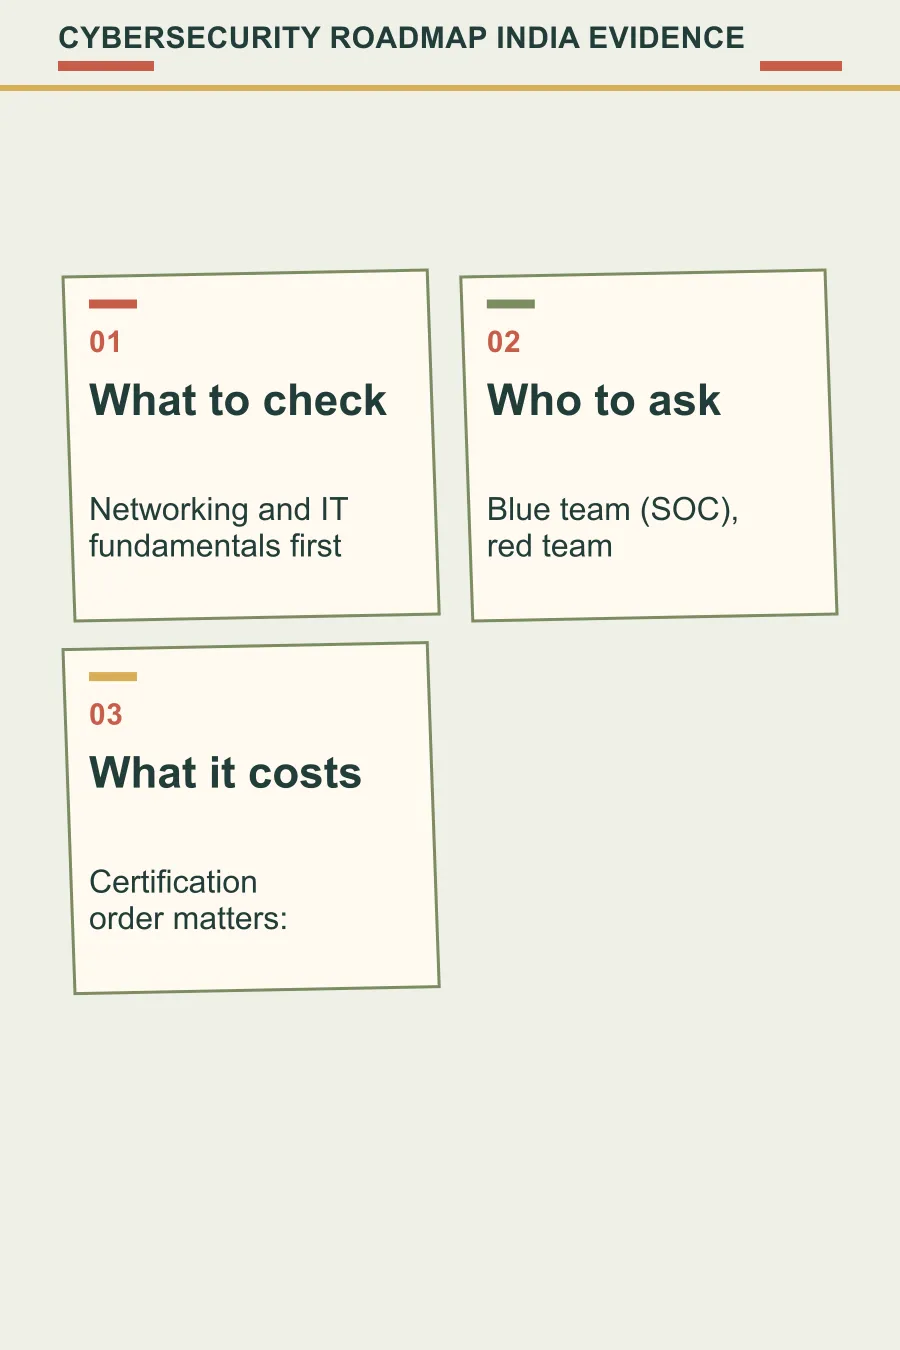 CYBERSECURITY ROADMAP INDIA EVIDENCE
01
What to check
Networking and IT
fundamentals first
02
Who to ask
Blue team (SOC),
red team
03
What it costs
Certification
order matters: